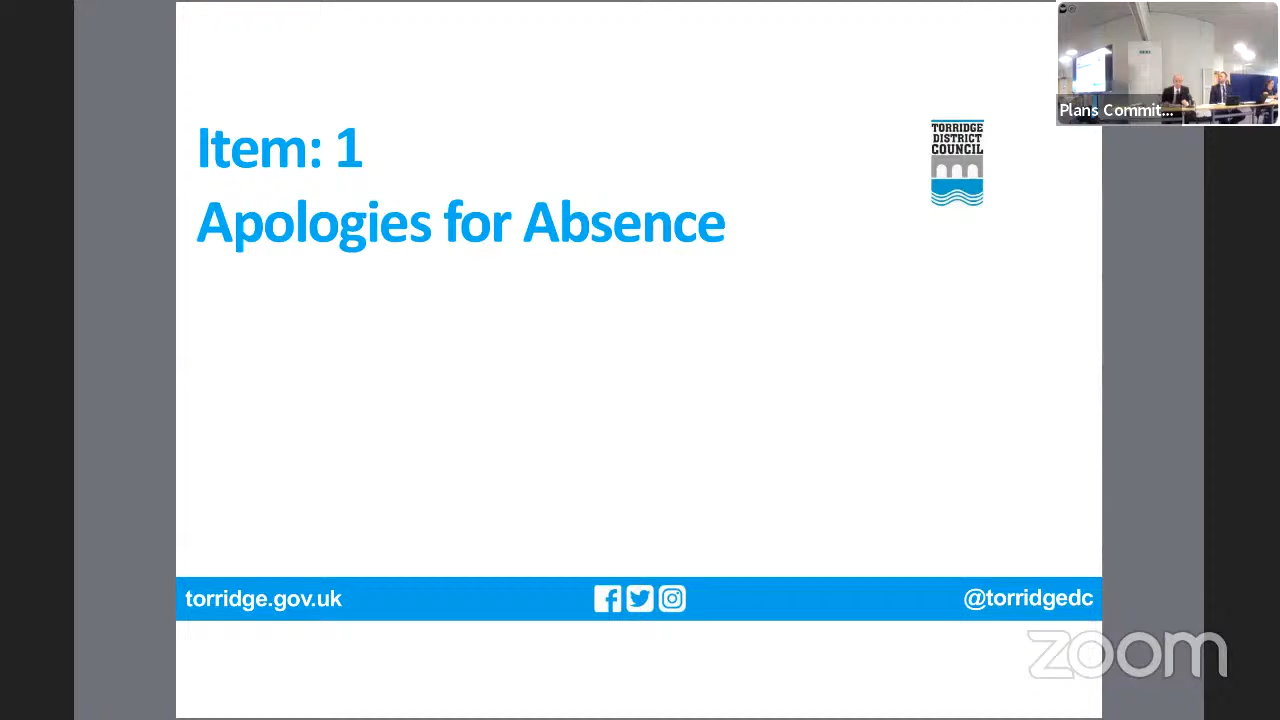 Plans Commit...
Item: 1
Apologies for Absence
TORRIDGE
DISTRICT
COUNCIL
torridge.gov.uk
@torridgedc
zoom